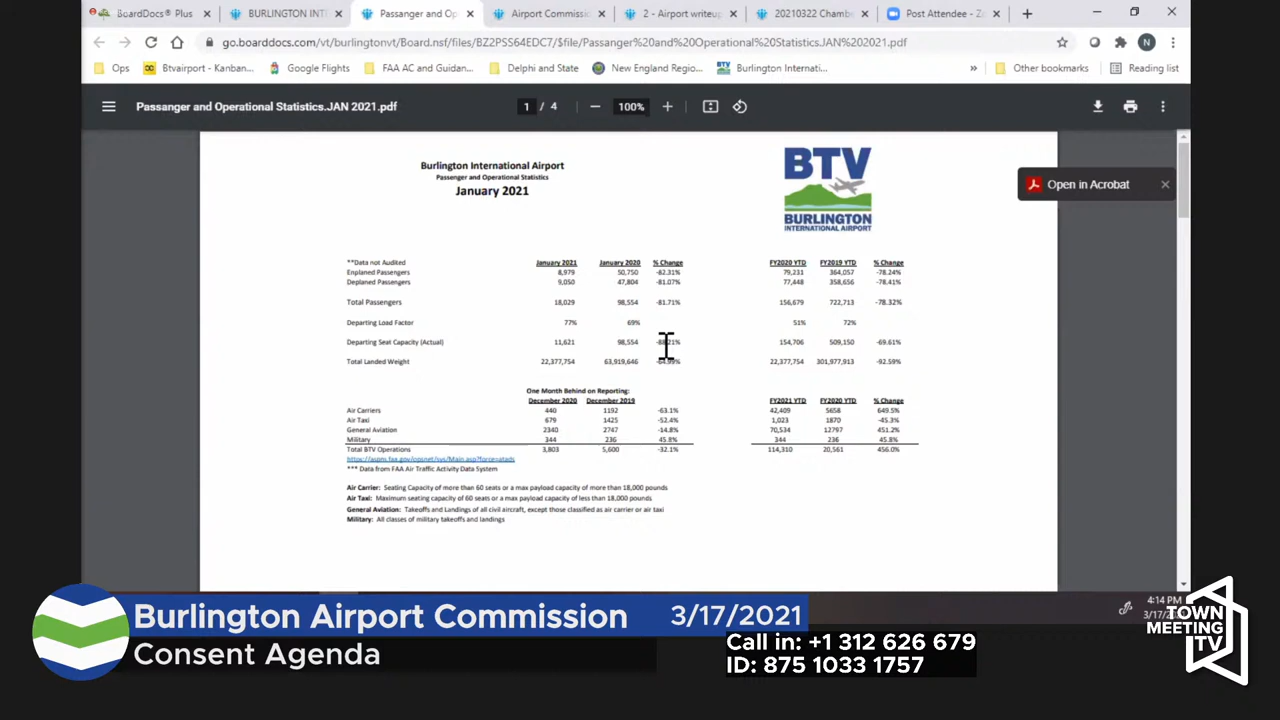 BoardDocs® Plus
BURLINGTON INT
Passanger and Op
Airport Commissi
2 - Airport writeup
20210322 Chamb
Post Attendee - Z
go.boarddocs.com/vt/burlingtonvt/Board.nsf/files/BZ2PSS64EDC7/$file/Passanger%20and%20Operational%20Statistics.JAN%202021.pdf
N
Ops
Btvairport - Kanban...
Google Flights
FAA AC and Guidan...
Delphi and State
New England Regio...
Burlington Internati...
»
Other bookmarks
Reading list
Passanger and Operational Statistics.JAN 2021.pdf
1 / 4
100%
Open in Acrobat
Burlington International Airport
Passenger and Operational Statistics
January 2021
BTV
BURLINGTON
INTERNATIONAL AIRPORT
**Data not Audited January 2021 January 2020 % Change FY2020 YTD FY2019 YTD % Change
Enplaned Passengers 8,979 50,750 -82.31% 79,231 364,057 -78.24%
Deplaned Passengers 9,050 47,804 -81.07% 77,448 358,656 -78.41%
Total Passengers 18,029 98,554 -81.71% 156,679 722,713 -78.32%
Departing Load Factor 77% 69% 51% 72%
Departing Seat Capacity (Actual) 11,621 98,554 154,706 509,150 -69.61%
Total Landed Weight 22,377,754 63,919,646 -64.99% 22,377,754 301,977,913 -92.59%
One Month Behind on Reporting:
December 2020 December 2019 FY2021 YTD FY2020 YTD % Change
Air Carriers 440 1192 -63.1% 42,409 5658 649.5%
Air Taxi 679 1425 -52.4% 1,023 1870 -45.3%
General Aviation 2340 2747 -14.8% 70,534 12797 451.2%
Military 344 236 45.8% 344 236 45.8%
Total BTV Operations 3,803 5,600 -32.1% 114,310 20,561 456.0%
https://aspm.faa.gov/opsnet/sys/Main.asp?force=atads
*** Data from FAA Air Traffic Activity Data System
Air Carrier: Seating Capacity of more than 60 seats or a max payload capacity of more than 18,000 pounds
Air Taxi: Maximum seating capacity of 60 seats or a max payload capacity of less than 18,000 pounds
General Aviation: Takeoffs and Landings of all civil aircraft, except those classified as air carrier or air taxi
Military: All classes of military takeoffs and landings
4:14 PM
3/17/20
Burlington Airport Commission 3/17/2021
Consent Agenda
Call in: +1 312 626 679
ID: 875 1033 1757
TOWN
MEETING
TV